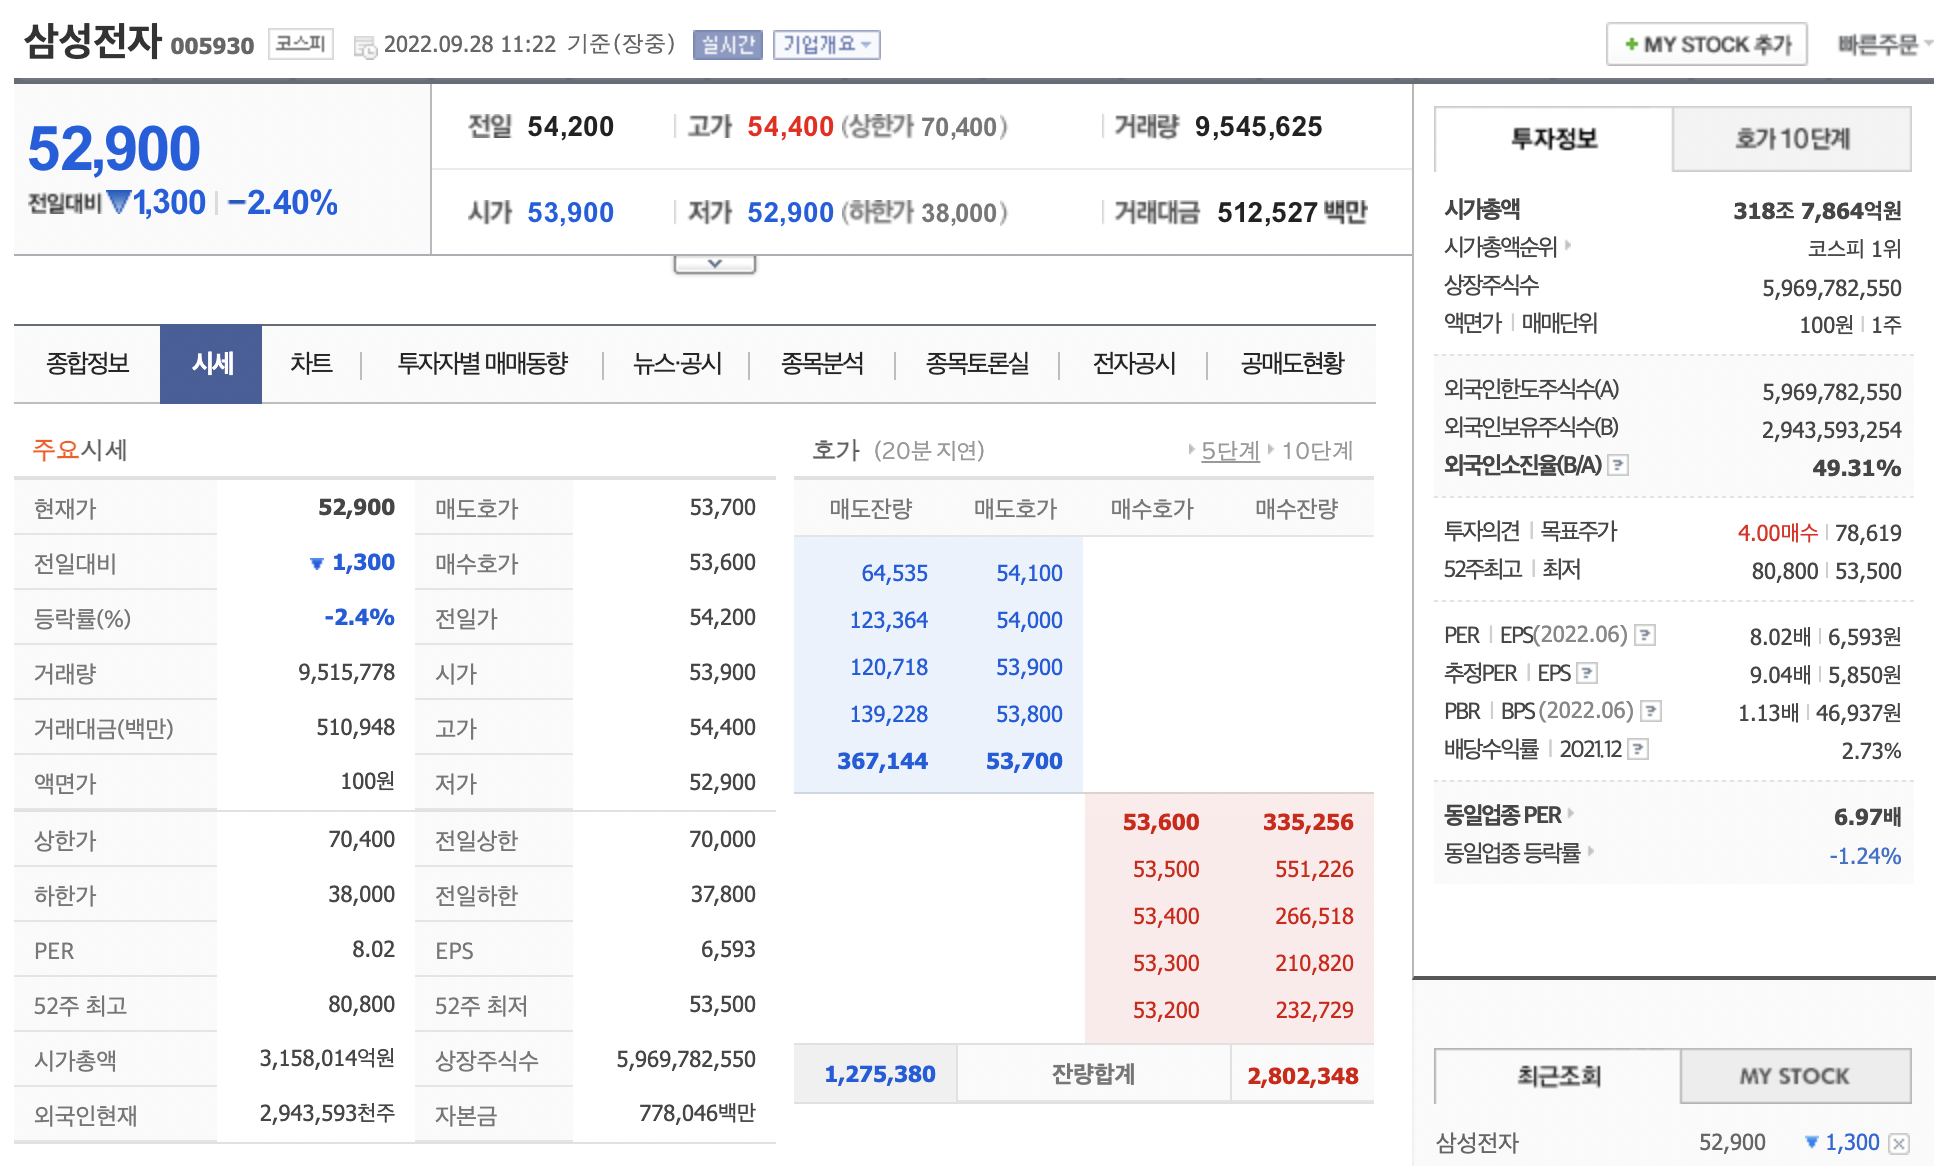 삼성전자 005930 코스피 2022.09.28 11:22 기준(장중) 실시간 기업개요
+ MY STOCK 추가 빠른주문
52,900
전일대비 ▼1,300 -2.40%
전일 54,200 고가 54,400 (상한가 70,400) 거래량 9,545,625
시가 53,900 저가 52,900 (하한가 38,000) 거래대금 512,527 백만
종합정보 시세 차트 투자자별 매매동향 뉴스·공시 종목분석 종목토론실 전자공시 공매도현황
주요시세
현재가 52,900 매도호가 53,700
전일대비 ▼ 1,300 매수호가 53,600
등락률(%) -2.4% 전일가 54,200
거래량 9,515,778 시가 53,900
거래대금(백만) 510,948 고가 54,400
액면가 100원 저가 52,900
상한가 70,400 전일상한 70,000
하한가 38,000 전일하한 37,800
PER 8.02 EPS 6,593
52주 최고 80,800 52주 최저 53,500
시가총액 3,158,014억원 상장주식수 5,969,782,550
외국인현재 2,943,593천주 자본금 778,046백만
호가 (20분 지연) 5단계 10단계
매도잔량 매도호가 매수호가 매수잔량
64,535 54,100
123,364 54,000
120,718 53,900
139,228 53,800
367,144 53,700
53,600 335,256
53,500 551,226
53,400 266,518
53,300 210,820
53,200 232,729
1,275,380 잔량합계 2,802,348
투자정보 호가 10단계
시가총액 318조 7,864억원
시가총액순위 코스피 1위
상장주식수 5,969,782,550
액면가 매매단위 100원 1주
외국인한도주식수(A) 5,969,782,550
외국인보유주식수(B) 2,943,593,254
외국인소진율(B/A) ? 49.31%
투자의견 목표주가 4.00매수 78,619
52주최고 최저 80,800 53,500
PER EPS(2022.06) ? 8.02배 6,593원
추정PER EPS ? 9.04배 5,850원
PBR BPS (2022.06) ? 1.13배 46,937원
배당수익률 2021.12 ? 2.73%
동일업종 PER 6.97배
동일업종 등락률 -1.24%
최근조회 MY STOCK
삼성전자 52,900 ▼ 1,300